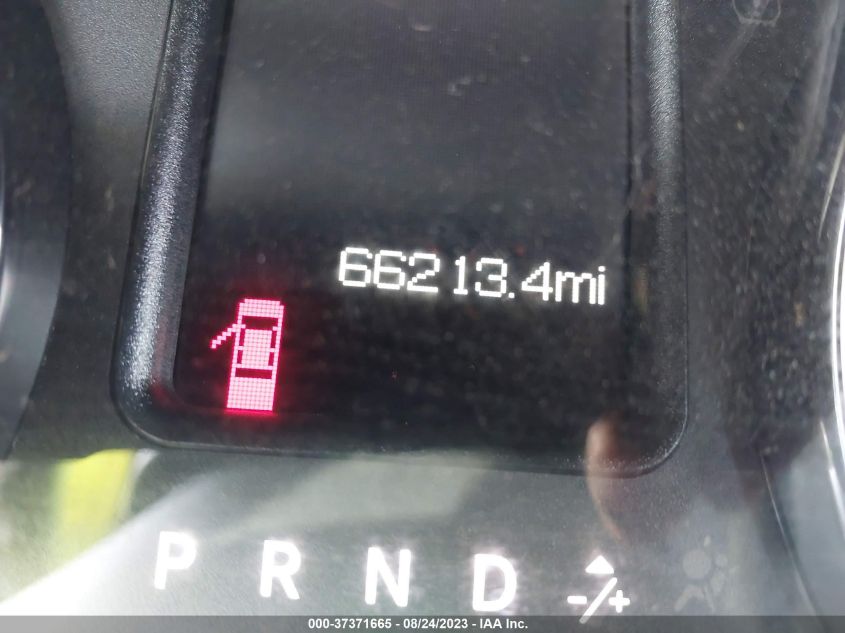 66213.4mi
P R N D -/+
000-37371665 - 08/24/2023 - IAA Inc.